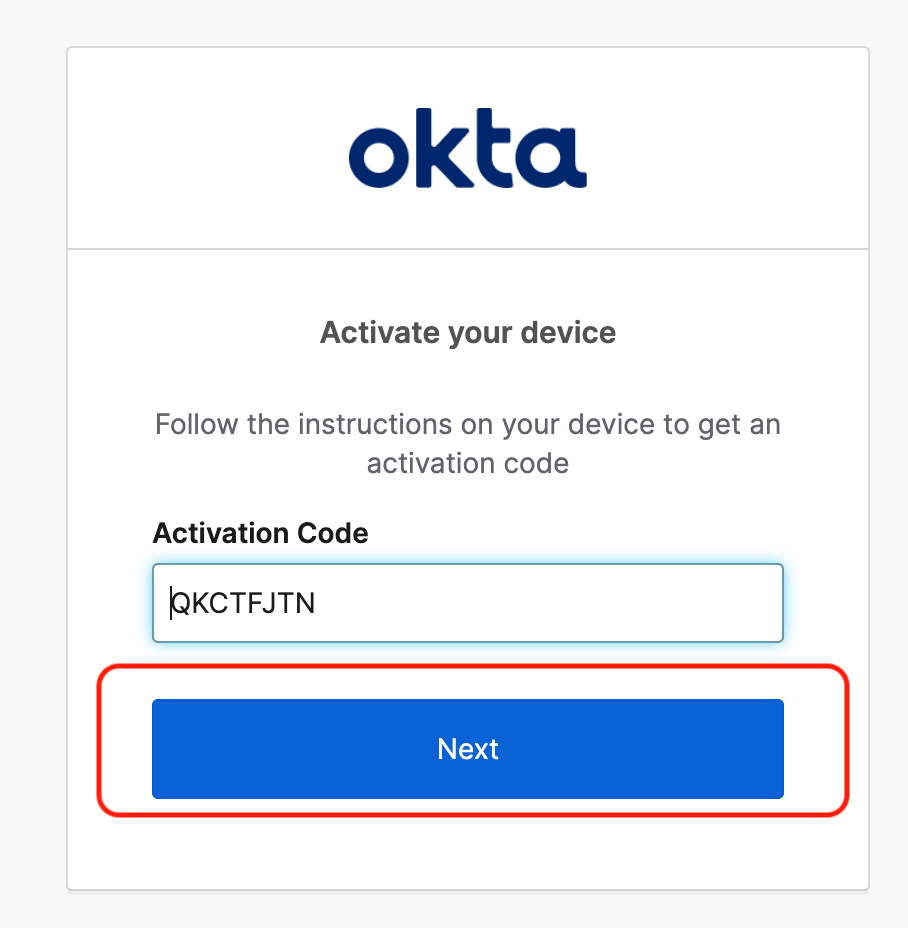 okta
Activate your device
Follow the instructions on your device to get an
activation code
Activation Code
QKCTFJTN
Next